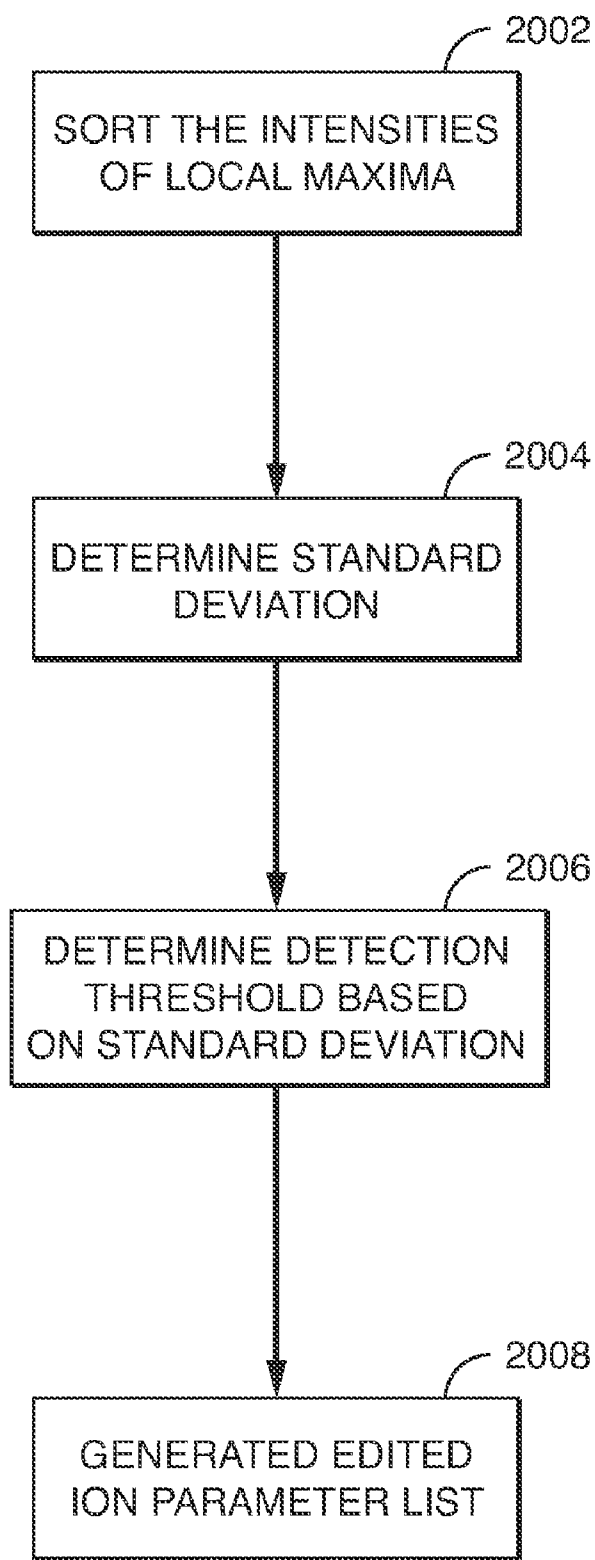 2002
SORT THE INTENSITIES
OF LOCAL MAXIMA
2004
DETERMINE STANDARD
DEVIATION
2006
DETERMINE DETECTION
THRESHOLD BASED
ON STANDARD DEVIATION
2008
GENERATED EDITED
ION PARAMETER LIST